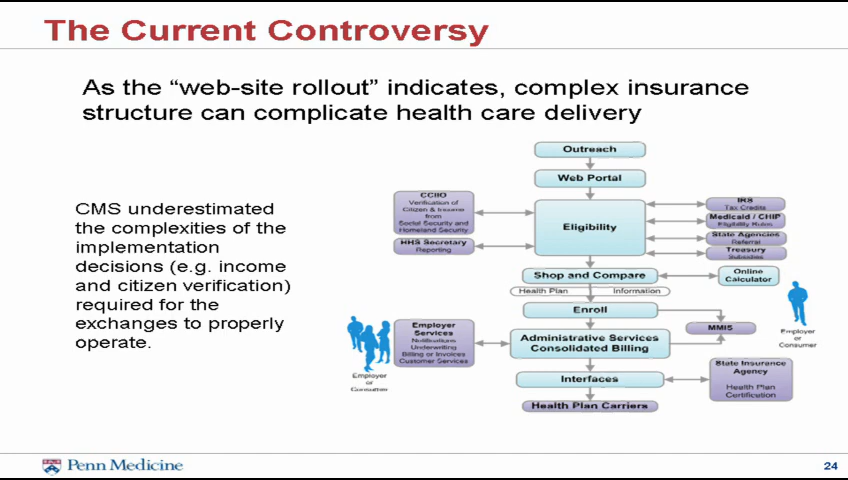 The Current Controversy
As the “web-site rollout” indicates, complex insurance
structure can complicate health care delivery
CMS underestimated
the complexities of the
implementation
decisions (e.g. income
and citizen verification)
required for the
exchanges to properly
operate.
Outreach
Web Portal
CCIIO
Verification of
Citizen & Income
from
Social Security and
Homeland Security
HHS Secretary
Reporting
Eligibility
IRS
Tax Credits
Medicaid / CHIP
Eligibility Rules
State Agencies
Referral
Treasury
Subsidies
Shop and Compare
Online
Calculator
Health Plan
Information
Enroll
MMIS
Employer
or
Consumer
Employer
Services
Notifications
Underwriting
Billing or Invoices
Customer Services
Administrative Services
Consolidated Billing
Employer
or
Consumer
Interfaces
State Insurance
Agency
Health Plan
Certification
Health Plan Carriers
Penn Medicine
24